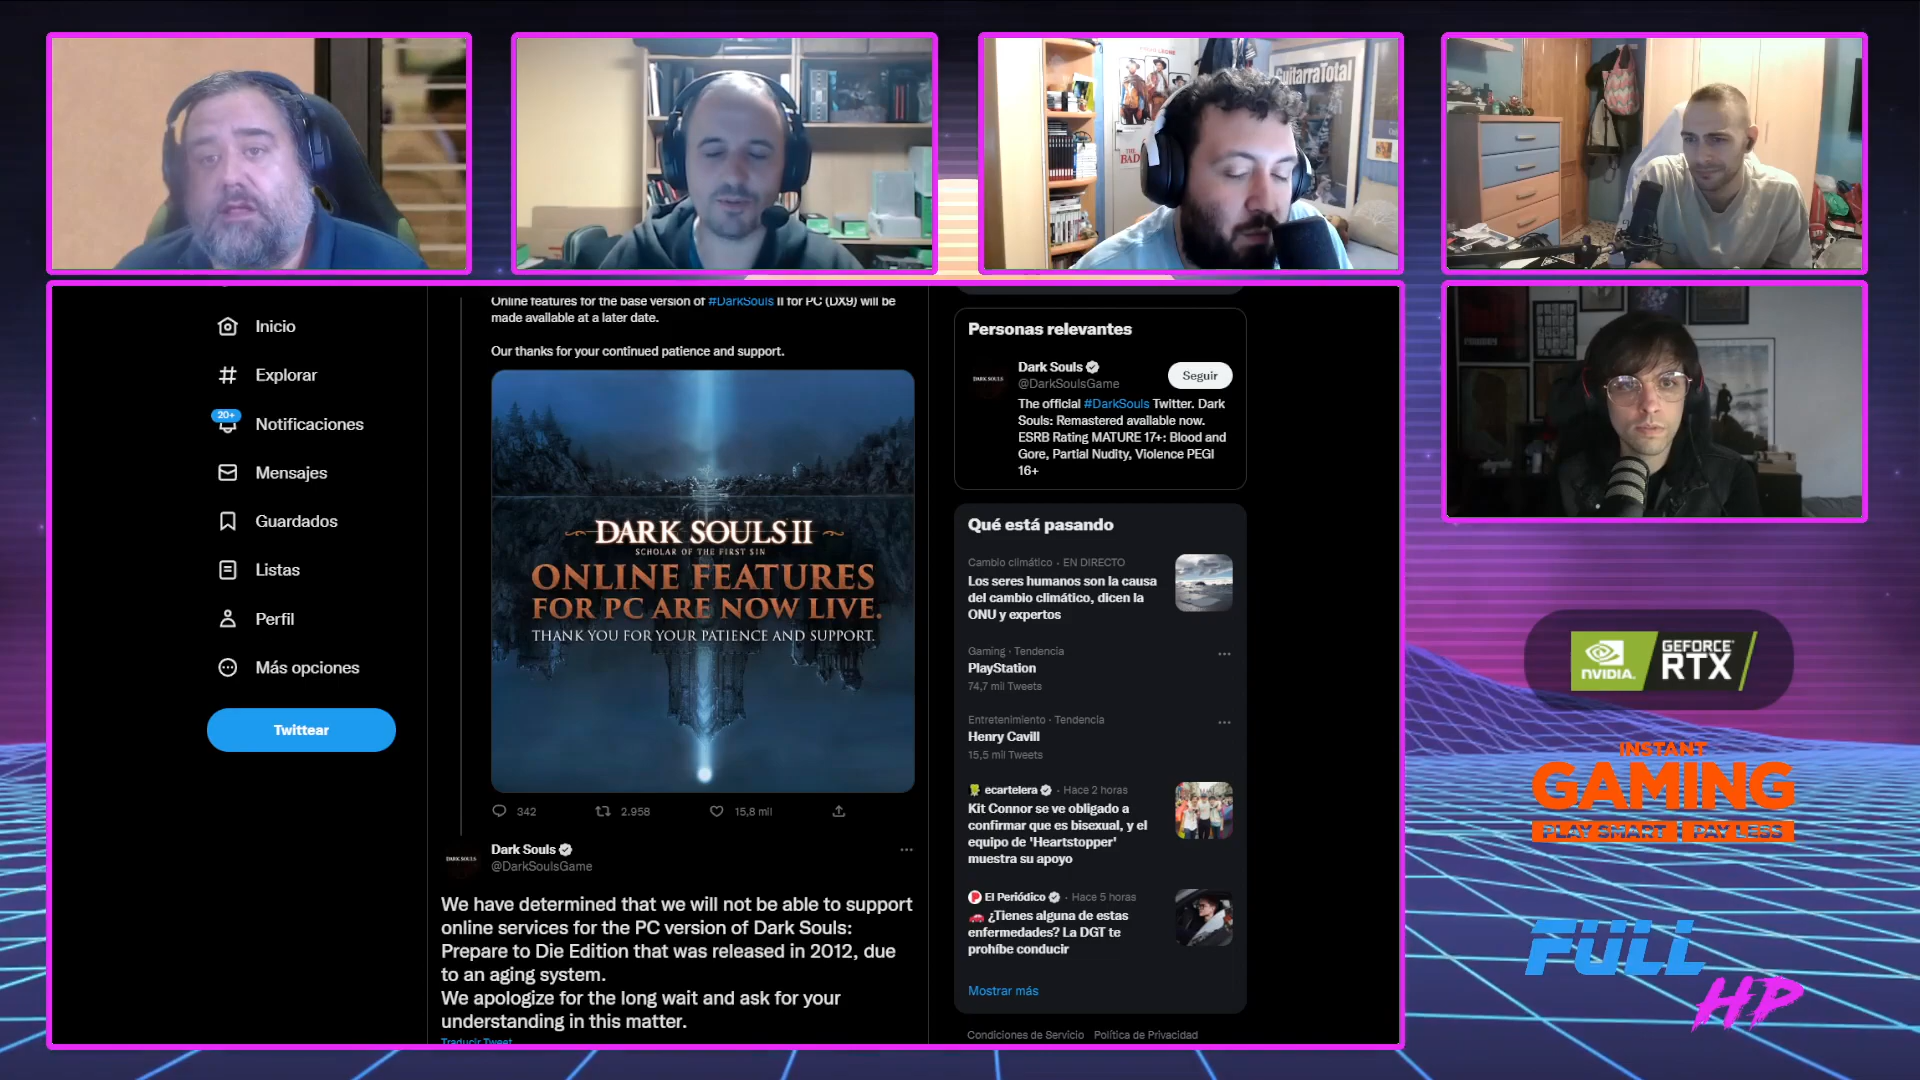 GuitarraTotal
THE
BAD
Inicio
Explorar
20+
Notificaciones
Mensajes
Guardados
Listas
Perfil
Más opciones
Twittear
Online features for the base version of #DarkSouls II for PC (DX9) will be
made available at a later date.
Our thanks for your continued patience and support.
DARK SOULS II
SCHOLAR OF THE FIRST SIN
ONLINE FEATURES
FOR PC ARE NOW LIVE.
THANK YOU FOR YOUR PATIENCE AND SUPPORT.
342
2.958
15,8 mil
DARK SOULS
Dark Souls
@DarkSoulsGame
We have determined that we will not be able to support
online services for the PC version of Dark Souls:
Prepare to Die Edition that was released in 2012, due
to an aging system.
We apologize for the long wait and ask for your
understanding in this matter.
Traducir Tweet
Personas relevantes
DARK SOULS
Dark Souls
@DarkSoulsGame
Seguir
The official #DarkSouls Twitter. Dark
Souls: Remastered available now.
ESRB Rating MATURE 17+: Blood and
Gore, Partial Nudity, Violence PEGI
16+
Qué está pasando
Cambio climático · EN DIRECTO
Los seres humanos son la causa
del cambio climático, dicen la
ONU y expertos
Gaming · Tendencia
PlayStation
74,7 mil Tweets
Entretenimiento · Tendencia
Henry Cavill
15,5 mil Tweets
ecartelera · Hace 2 horas
Kit Connor se ve obligado a
confirmar que es bisexual, y el
equipo de 'Heartstopper'
muestra su apoyo
El Periódico · Hace 5 horas
¿Tienes alguna de estas
enfermedades? La DGT te
prohíbe conducir
Mostrar más
Condiciones de Servicio Política de Privacidad
NVIDIA.
GEFORCE
RTX
INSTANT
GAMING
PLAY SMART PAY LESS
FULL
HP